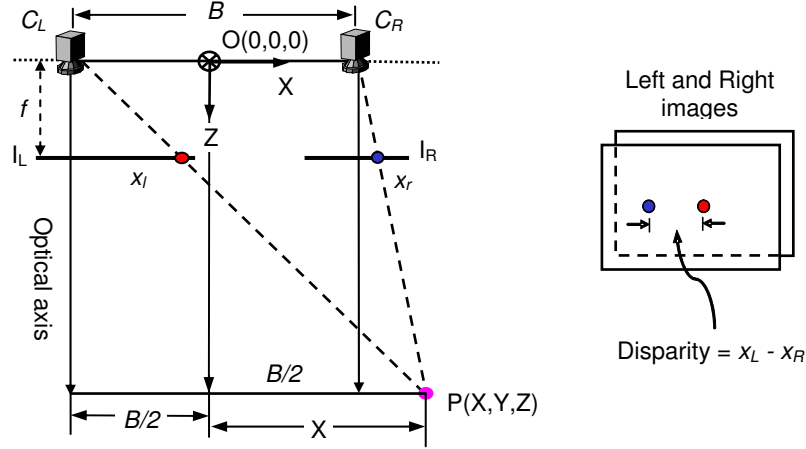 B
C_L
C_R
O(0,0,0)
X
f
Z
I_L
I_R
x_l
x_r
Optical axis
B/2
P(X,Y,Z)
B/2
X
Left and Right
images
Disparity = x_L - x_R